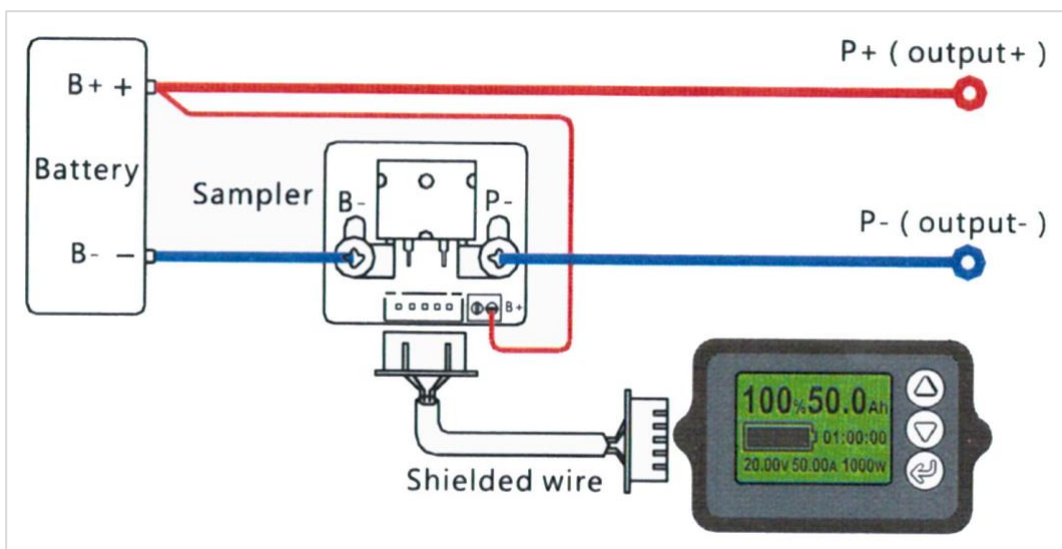 P+ ( output+ )
B+ +
Battery
Sampler
B-
P-
P- ( output- )
B- −
B+
100%50.0Ah
01:00:00
20.00V 50.00A 1000W
Shielded wire